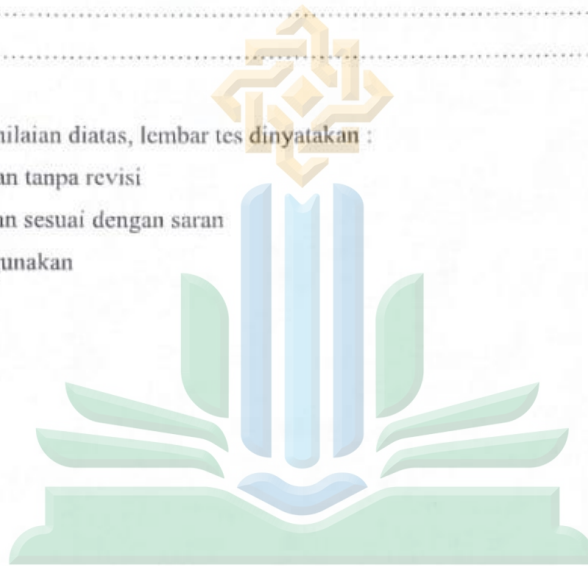 nilaian diatas, lembar tes dinyatakan :
an tanpa revisi
an sesuai dengan saran
unakan